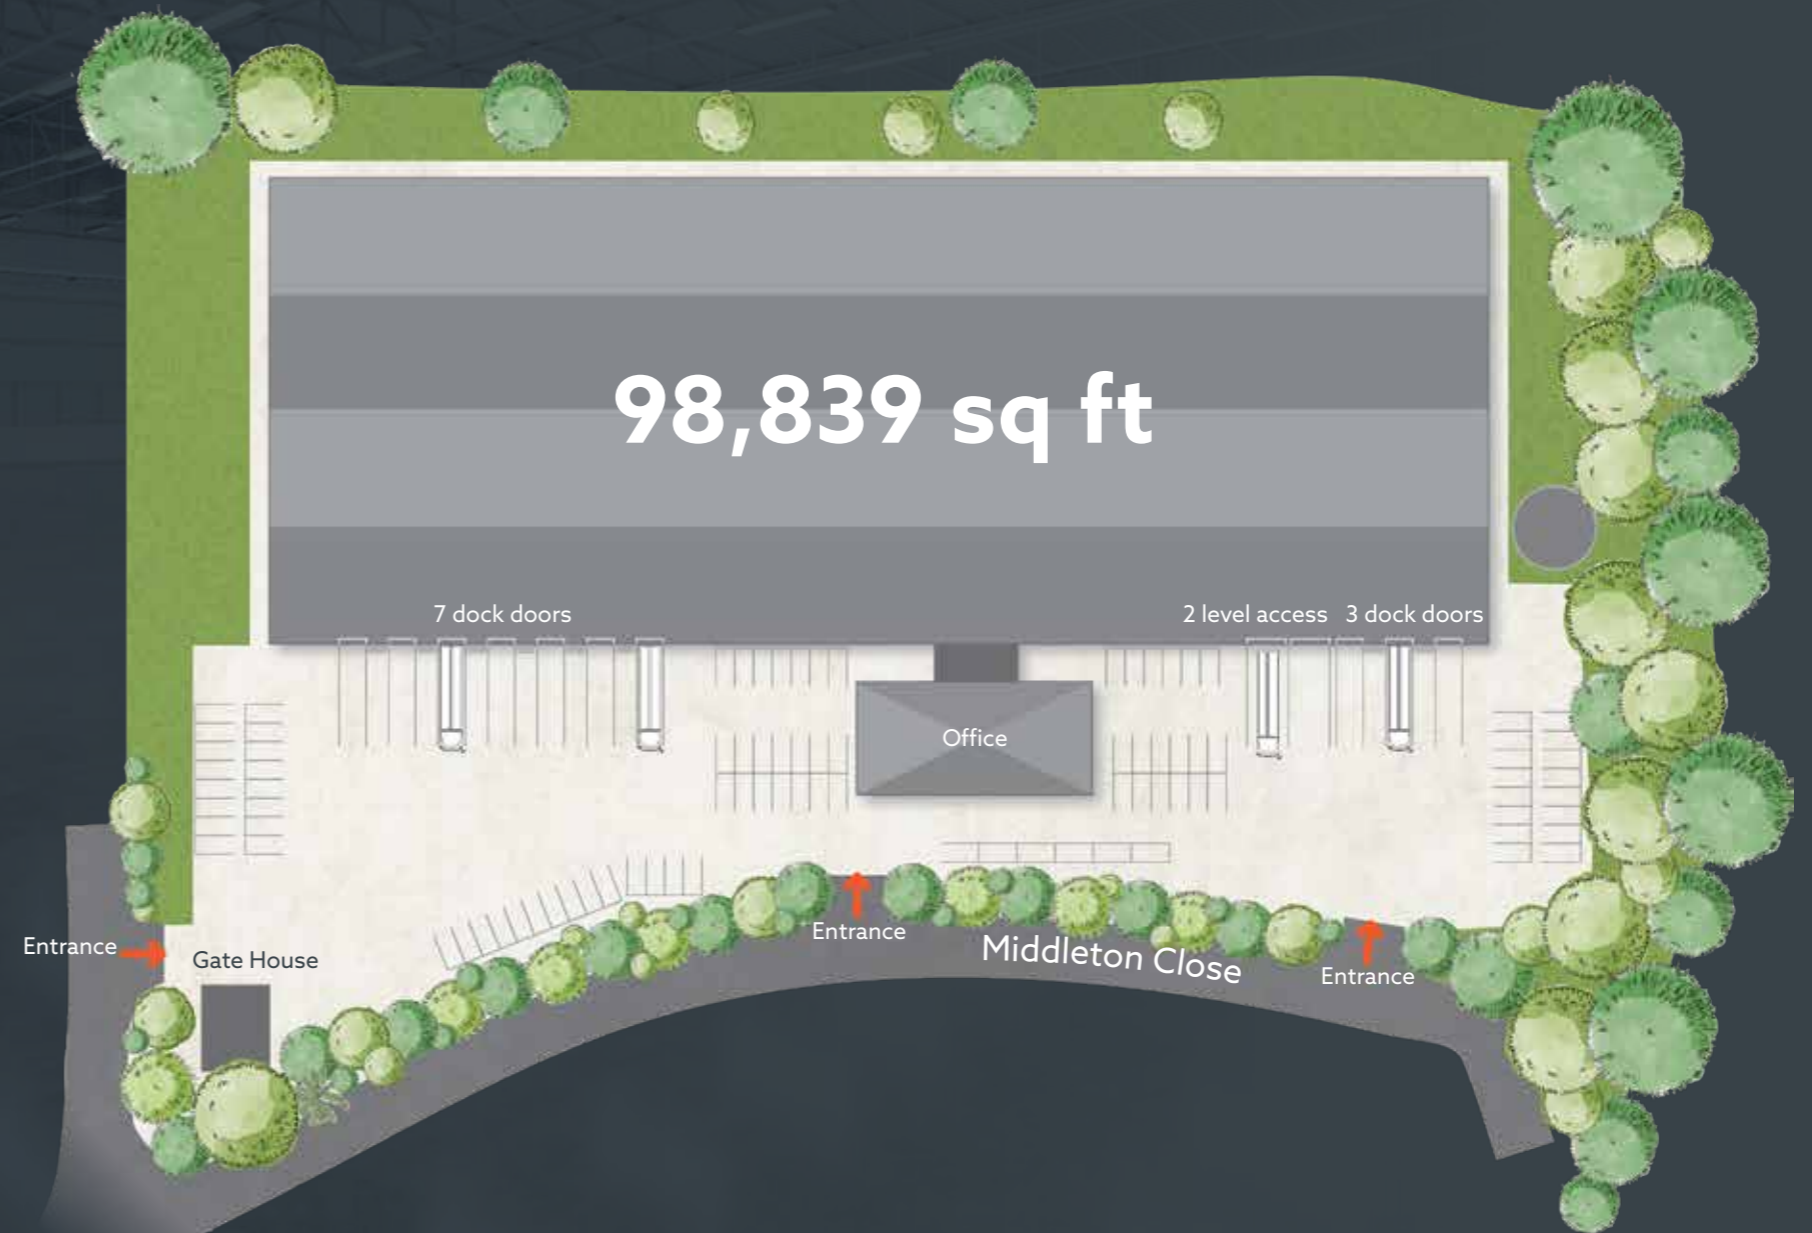 98,839 sq ft
7 dock doors
2 level access
3 dock doors
Office
Entrance
Gate House
Entrance
Middleton Close
Entrance